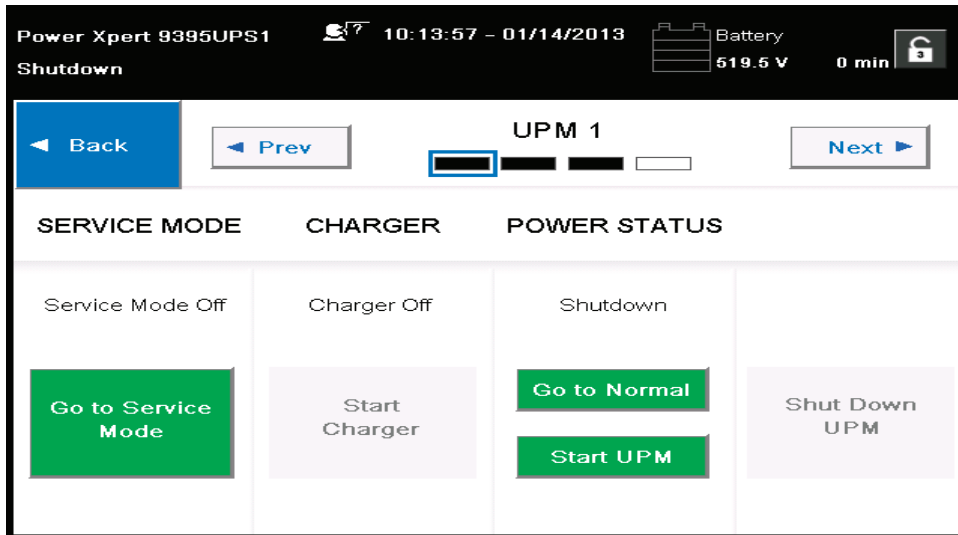 Power Xpert 9395UPS1 ? 10:13:57 - 01/14/2013 Battery
Shutdown 519.5 V 0 min 3
Back Prev UPM 1 Next
SERVICE MODE CHARGER POWER STATUS
Service Mode Off Charger Off Shutdown
Go to Service
Mode
Start
Charger
Go to Normal
Start UPM
Shut Down
UPM